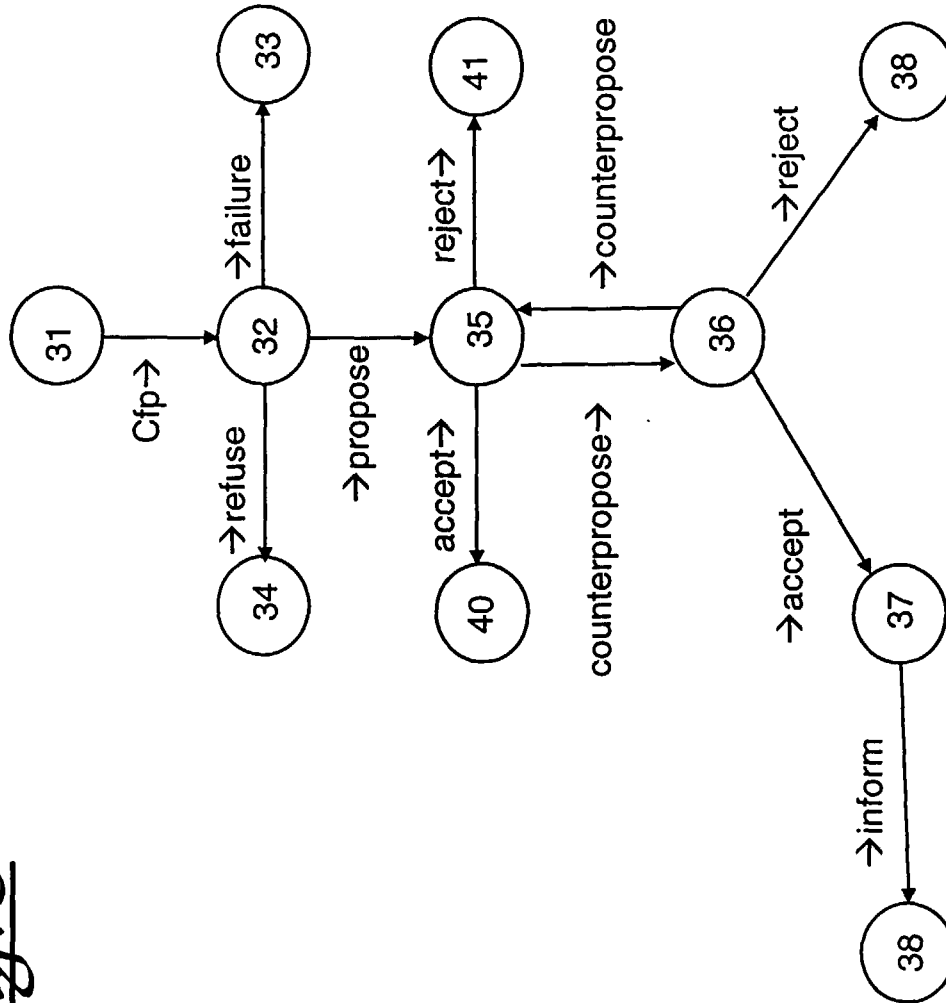 31
Cfp→
→refuse
→failure
34
32
33
→propose
accept→
reject→
40
35
41
counterpropose→
→counterpropose
36
→accept
→reject
→inform
38
37
38